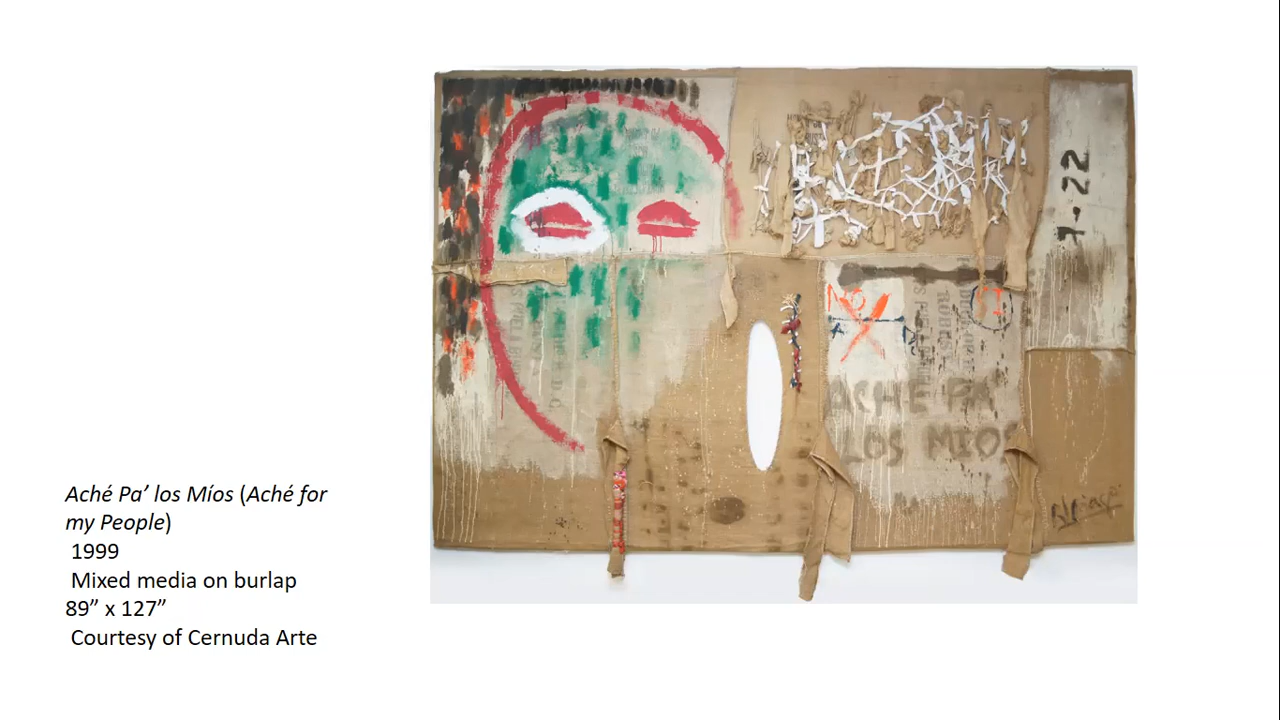 Aché Pa’ los Míos (Aché for
my People)
1999
Mixed media on burlap
89” x 127”
Courtesy of Cernuda Arte
7-22
NO
SI
ACHE PA'
LOS MIOS